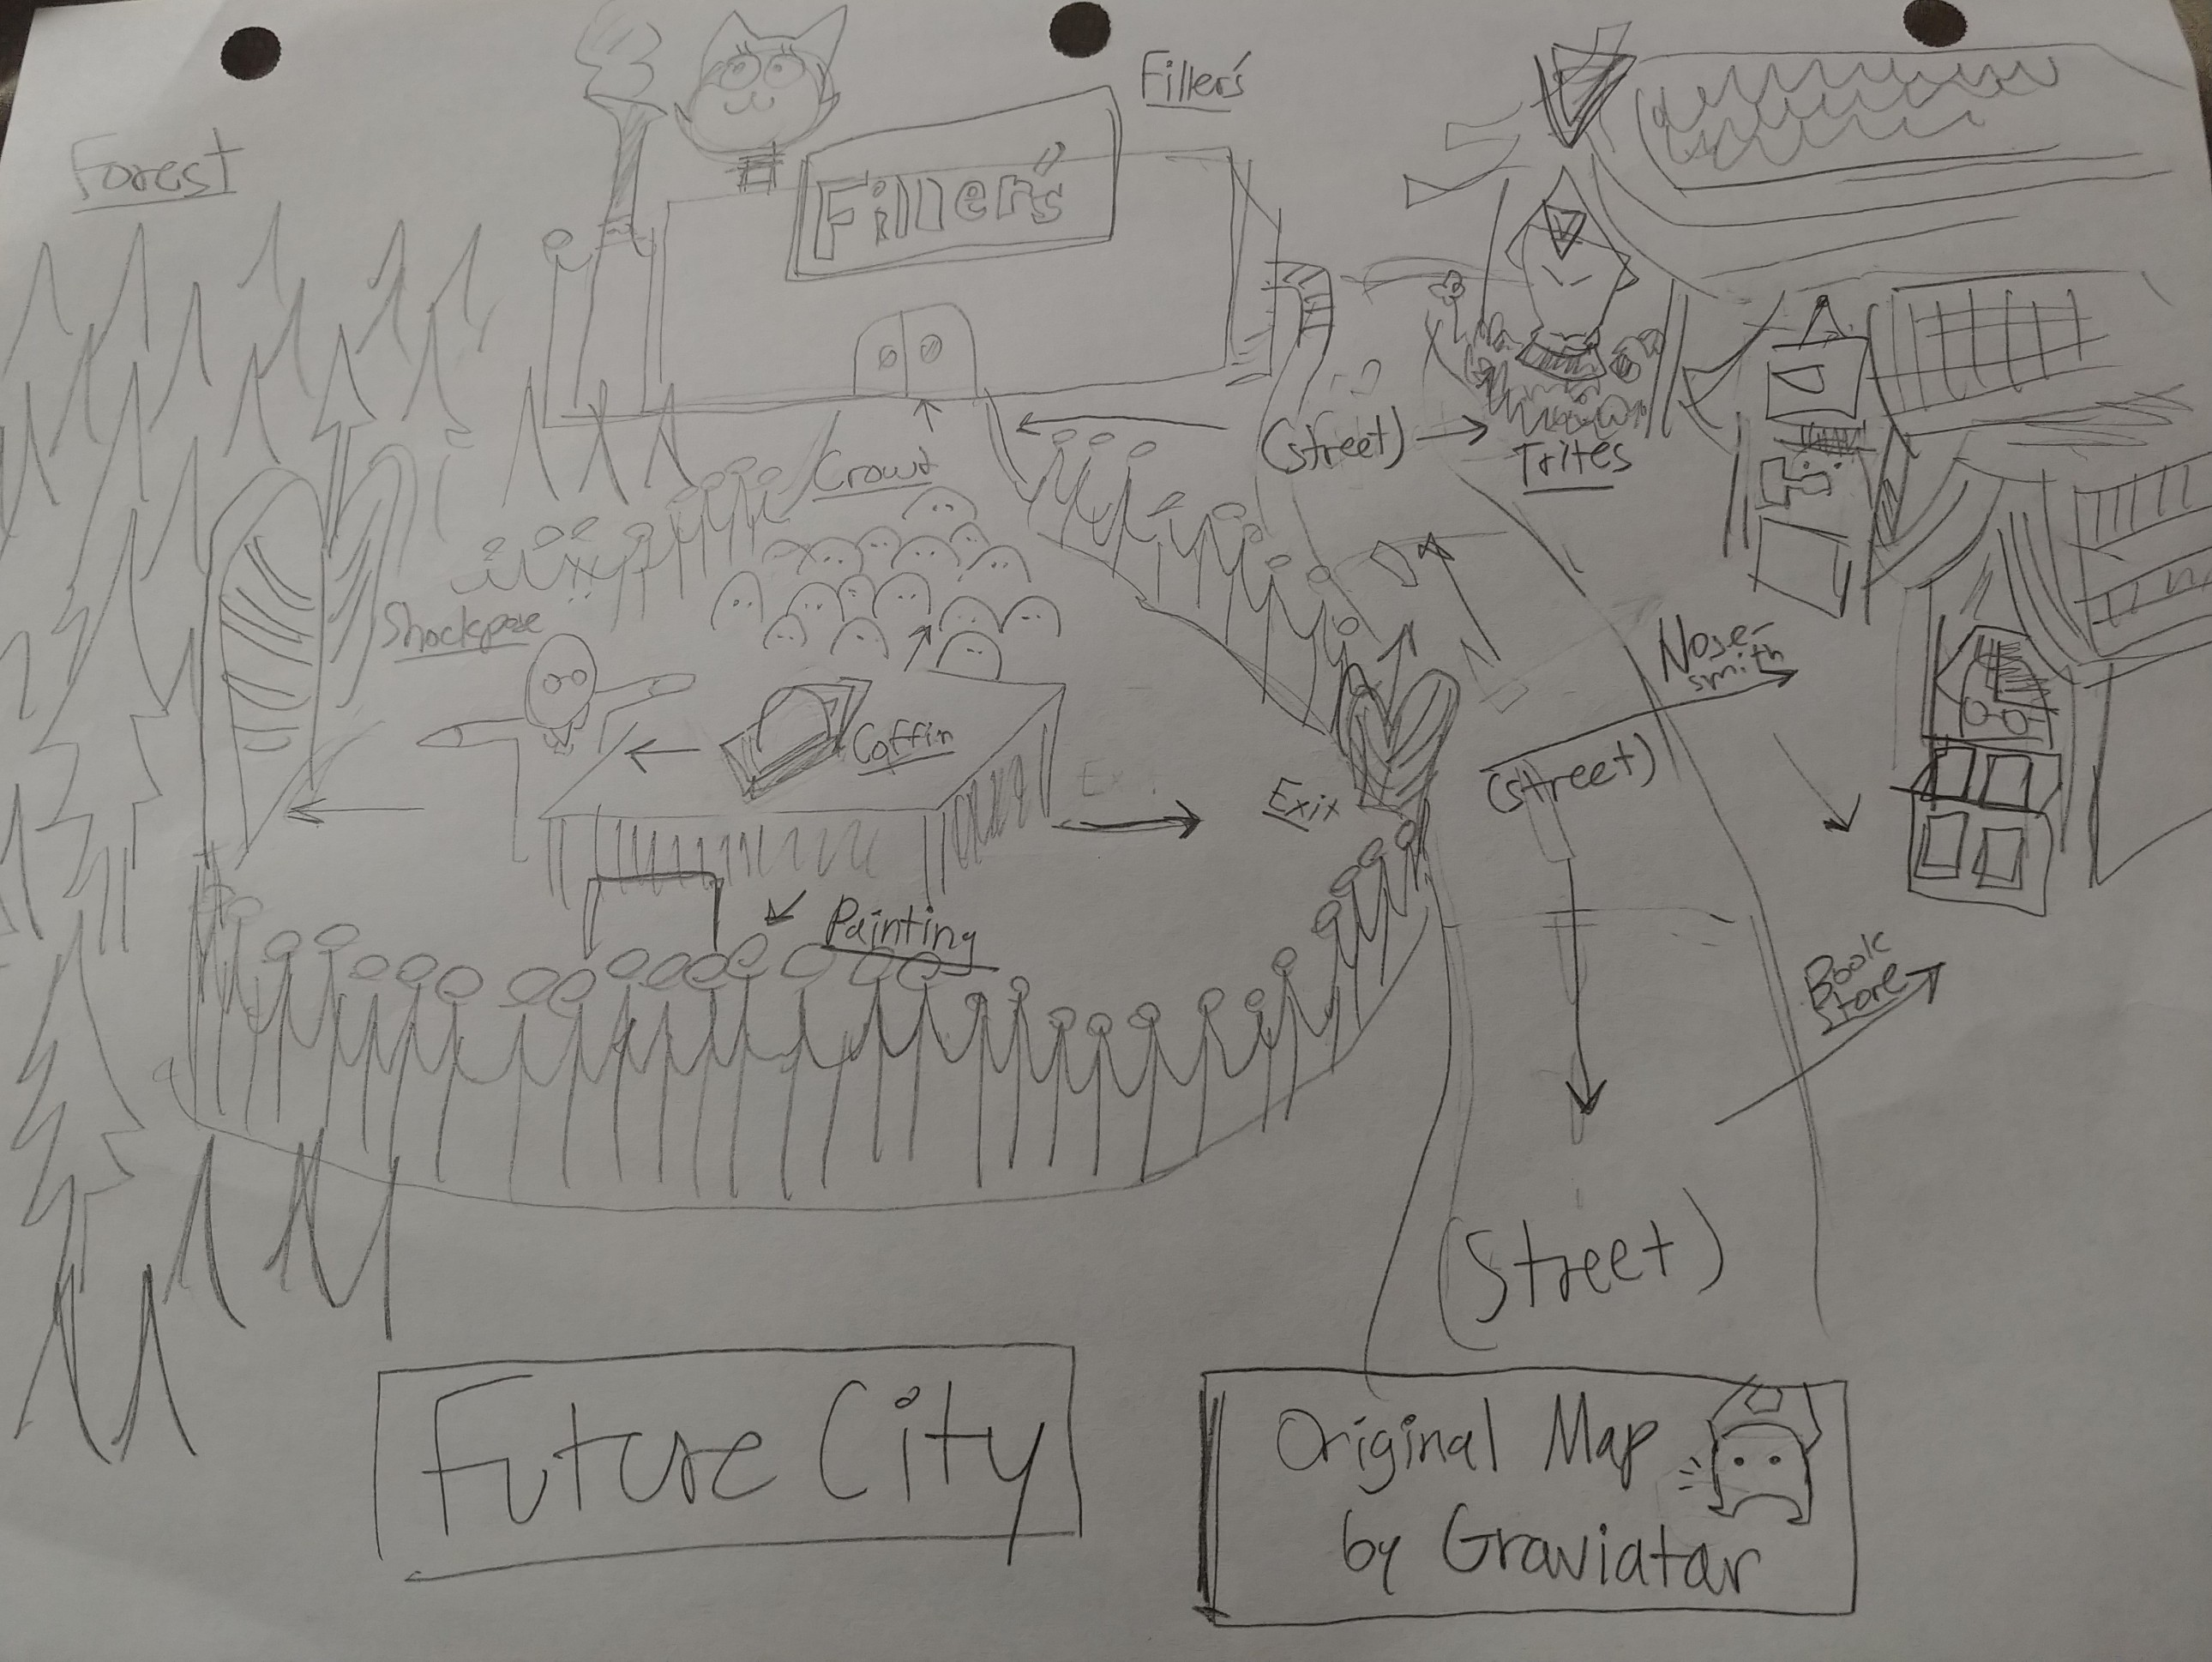 Filler's
Forest
Filler's
(street)
Trites
Crowd
Shockpose
Nose-
smith
Coffin
(street)
Exix
Painting
Book
store
(Street)
Future City
Original Map
by Graviatar